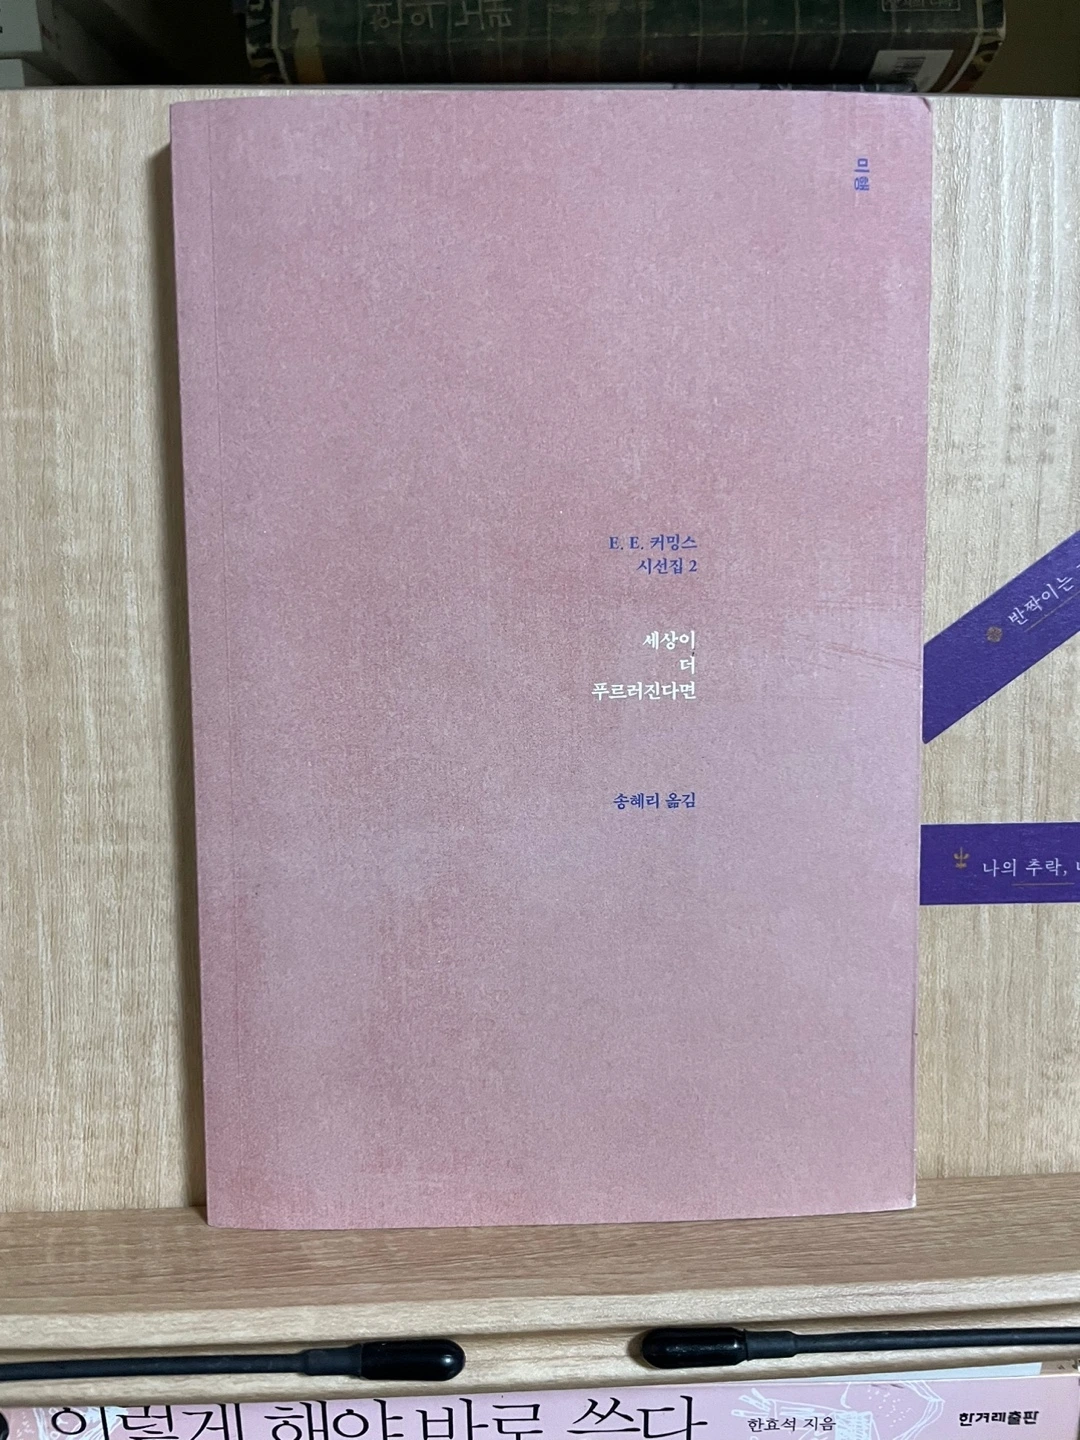 미행
E. E. 커밍스
시선집 2
세상이
더
푸르러진다면
송혜리 옮김
반짝이는
나의 추락,
이렇게 해야 바로 쓰다
한효석 지음
한겨레출판